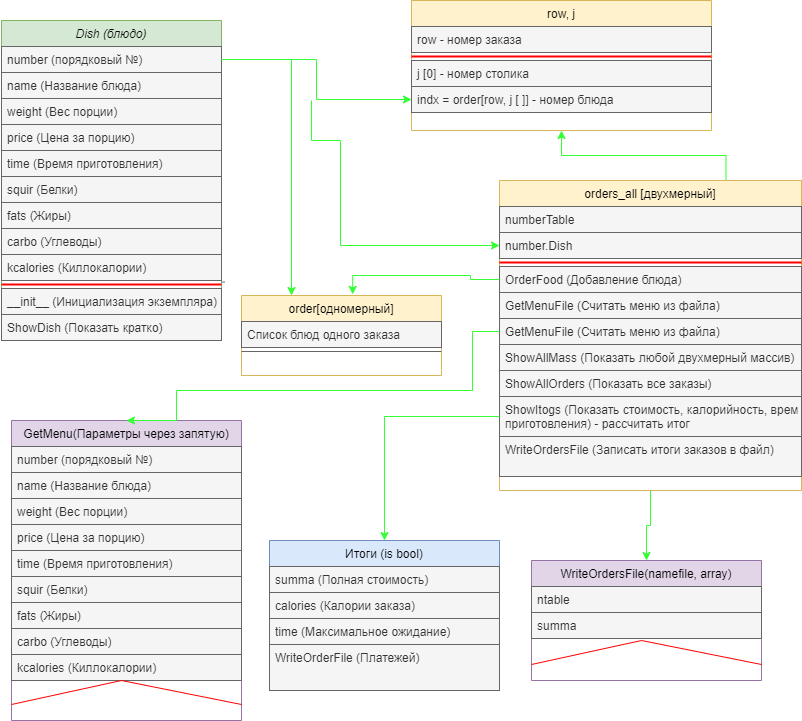 Dish (блюдо)
number (порядковый №)
name (Название блюда)
weight (Вес порции)
price (Цена за порцию)
time (Время приготовления)
squir (Белки)
fats (Жиры)
carbo (Углеводы)
kcalories (Киллокалории)
__init__ (Инициализация экземпляра)
ShowDish (Показать кратко)
row, j
row - номер заказа
j [0] - номер столика
indx = order[row, j [ ]] - номер блюда
orders_all [двухмерный]
numberTable
number.Dish
OrderFood (Добавление блюда)
GetMenuFile (Считать меню из файла)
GetMenuFile (Считать меню из файла)
ShowAllMass (Показать любой двухмерный массив)
ShowAllOrders (Показать все заказы)
ShowItogs (Показать стоимость, калорийность, врем
приготовления) - рассчитать итог
WriteOrdersFile (Записать итоги заказов в файл)
order[одномерный]
Список блюд одного заказа
GetMenu(Параметры через запятую)
number (порядковый №)
name (Название блюда)
weight (Вес порции)
price (Цена за порцию)
time (Время приготовления)
squir (Белки)
fats (Жиры)
carbo (Углеводы)
kcalories (Киллокалории)
Итоги (is bool)
summa (Полная стоимость)
calories (Калории заказа)
time (Максимальное ожидание)
WriteOrderFile (Платежей)
WriteOrdersFile(namefile, array)
ntable
summa